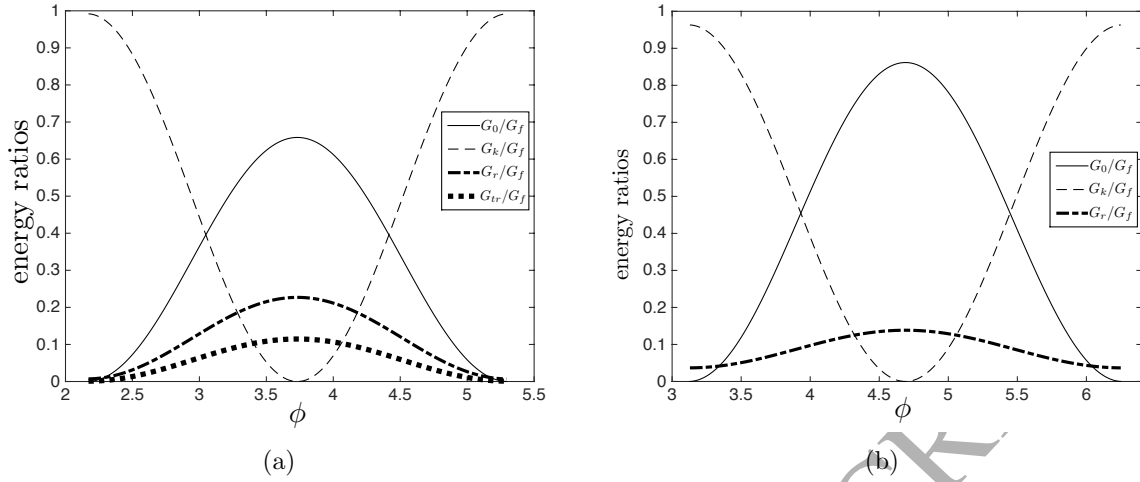 1
0.9
0.8
0.7
0.6
0.5
0.4
0.3
0.2
0.1
0
energy ratios
2 2.5 3 3.5 4 4.5 5 5.5
ϕ
G₀/G_f
G_k/G_f
G_r/G_f
G_tr/G_f
(a)
1
0.9
0.8
0.7
0.6
0.5
0.4
0.3
0.2
0.1
0
energy ratios
3 3.5 4 4.5 5 5.5 6
ϕ
G₀/G_f
G_k/G_f
G_r/G_f
(b)